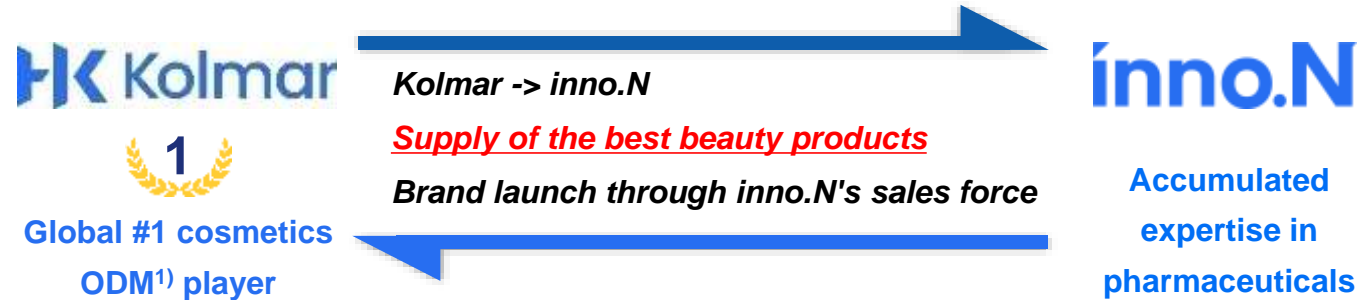 HK Kolmar
1
Global #1 cosmetics
ODM1) player
Kolmar -> inno.N
Supply of the best beauty products
Brand launch through inno.N's sales force
inno.N
Accumulated
expertise in
pharmaceuticals